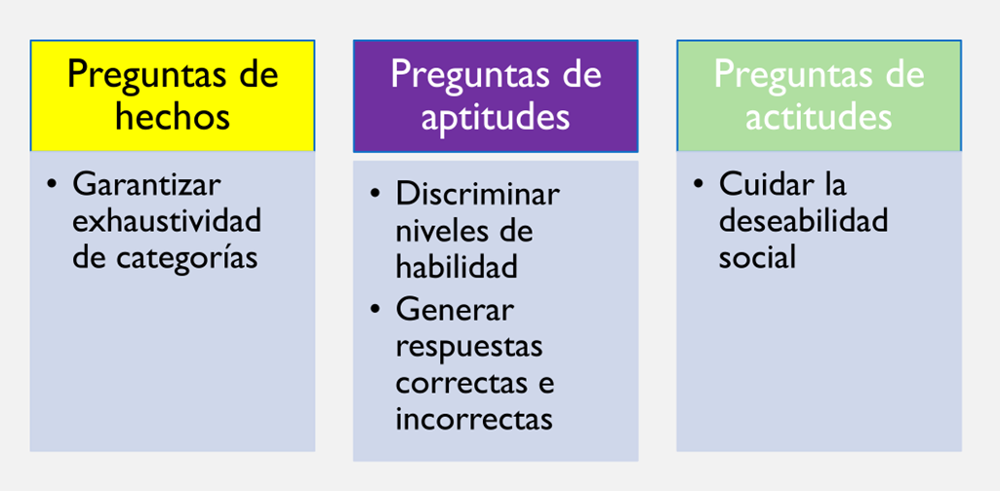 Preguntas de
hechos
• Garantizar
exhaustividad
de categorías
Preguntas de
aptitudes
• Discriminar
niveles de
habilidad
• Generar
respuestas
correctas e
incorrectas
Preguntas de
actitudes
• Cuidar la
deseabilidad
social